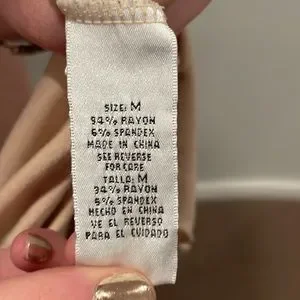 SIZE: M
94% RAYON
6% SPANDEX
MADE IN CHINA
SEE REVERSE
FOR CARE
TALLA: M
94% RAYON
6% SPANDEX
HECHO EN CHINA
VE EL REVERSO
PARA EL CUIDADO